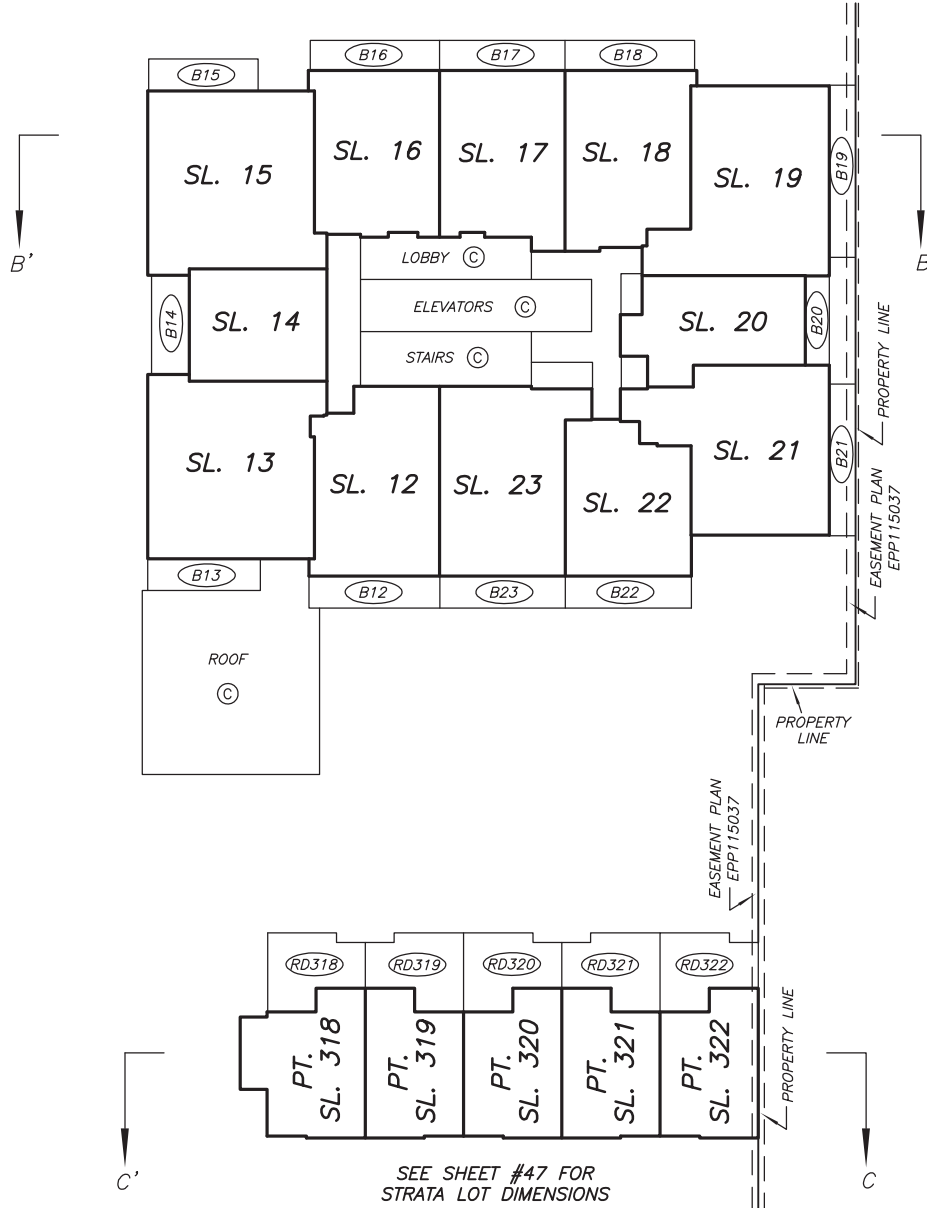 B16
B17
B18
B15
SL. 16
SL. 17
SL. 18
SL. 15
SL. 19
B19
B'
B
LOBBY C
ELEVATORS C
STAIRS C
B14
SL. 14
SL. 20
B20
PROPERTY LINE
SL. 13
SL. 12
SL. 23
SL. 22
SL. 21
B21
EASEMENT PLAN
EPP115037
B13
B12
B23
B22
ROOF
C
PROPERTY
LINE
EASEMENT PLAN
EPP115037
RD318
RD319
RD320
RD321
RD322
PT.
SL. 318
PT.
SL. 319
PT.
SL. 320
PT.
SL. 321
PT.
SL. 322
PROPERTY LINE
C'
C
SEE SHEET #47 FOR
STRATA LOT DIMENSIONS